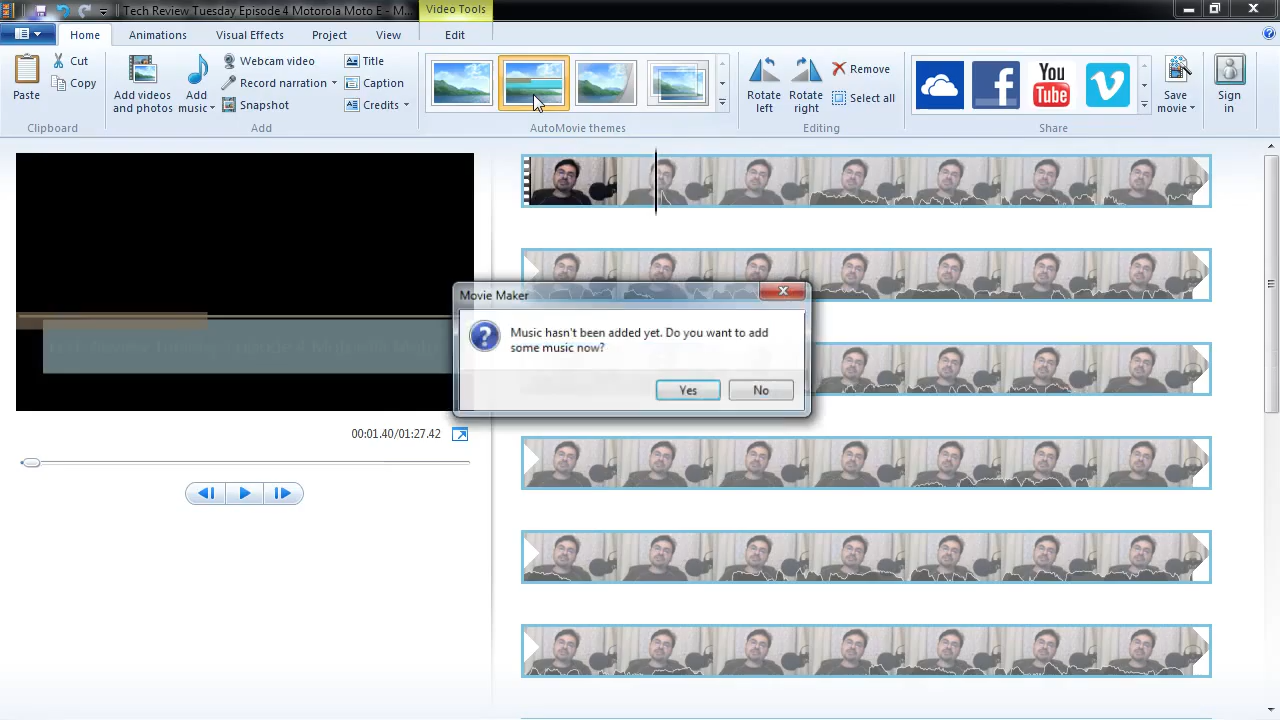 Tech Review Tuesday Episode 4 Motorola Moto E - M...
Video Tools
Home
Animations
Visual Effects
Project
View
Edit
Paste
Cut
Copy
Clipboard
Add videos
and photos
Add
music
Webcam video
Record narration
Snapshot
Title
Caption
Credits
Add
AutoMovie themes
Rotate
left
Rotate
right
Remove
Select all
Editing
You
Tube
Share
Save
movie
Sign
in
Movie Maker
Music hasn't been added yet. Do you want to add
some music now?
Yes
No
00:01.40/01:27.42